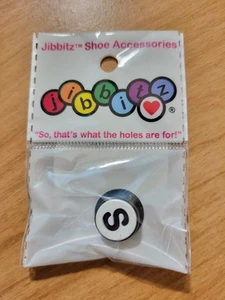 Jibbitz™ Shoe Accessories
jibbitz®
"So, that's what the holes are for!"
S